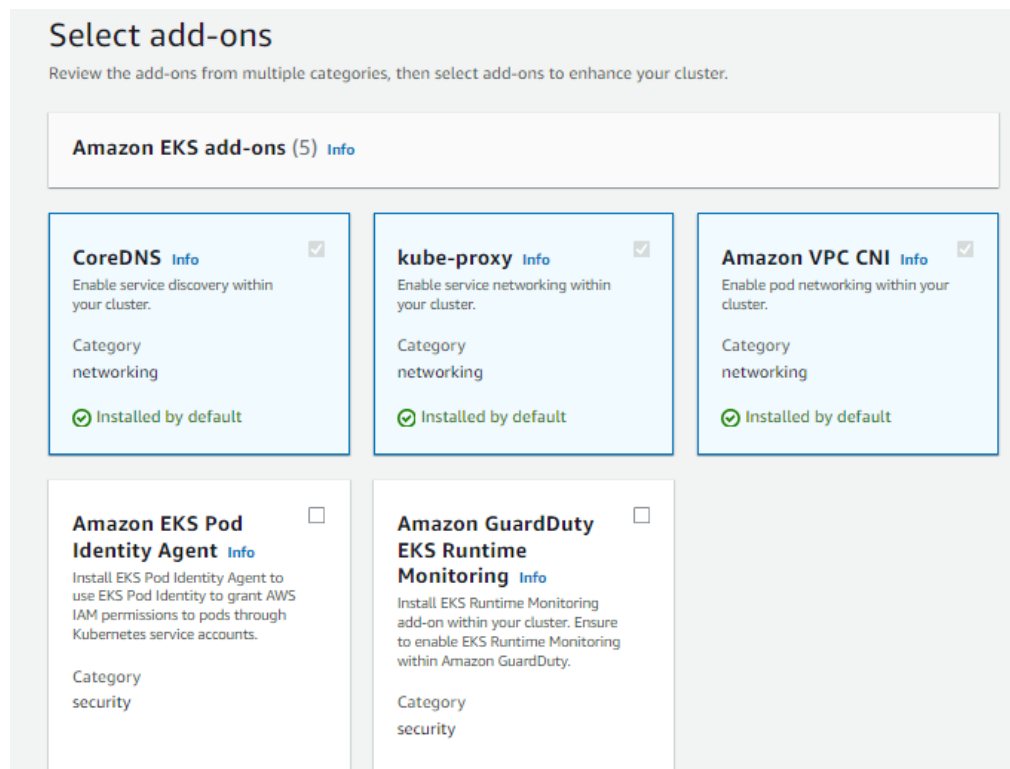 Select add-ons
Review the add-ons from multiple categories, then select add-ons to enhance your cluster.
Amazon EKS add-ons (5) Info
CoreDNS Info
Enable service discovery within
your cluster.
Category
networking
Installed by default
kube-proxy Info
Enable service networking within
your cluster.
Category
networking
Installed by default
Amazon VPC CNI Info
Enable pod networking within your
cluster.
Category
networking
Installed by default
Amazon EKS Pod
Identity Agent Info
Install EKS Pod Identity Agent to
use EKS Pod Identity to grant AWS
IAM permissions to pods through
Kubernetes service accounts.
Category
security
Amazon GuardDuty
EKS Runtime
Monitoring Info
Install EKS Runtime Monitoring
add-on within your cluster. Ensure
to enable EKS Runtime Monitoring
within Amazon GuardDuty.
Category
security